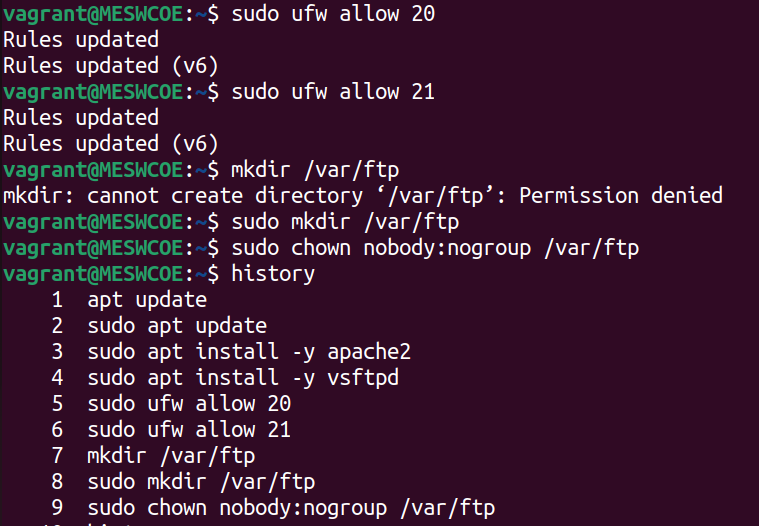 vagrant@MESWCOE:~$ sudo ufw allow 20
Rules updated
Rules updated (v6)
vagrant@MESWCOE:~$ sudo ufw allow 21
Rules updated
Rules updated (v6)
vagrant@MESWCOE:~$ mkdir /var/ftp
mkdir: cannot create directory ‘/var/ftp’: Permission denied
vagrant@MESWCOE:~$ sudo mkdir /var/ftp
vagrant@MESWCOE:~$ sudo chown nobody:nogroup /var/ftp
vagrant@MESWCOE:~$ history
1 apt update
2 sudo apt update
3 sudo apt install -y apache2
4 sudo apt install -y vsftpd
5 sudo ufw allow 20
6 sudo ufw allow 21
7 mkdir /var/ftp
8 sudo mkdir /var/ftp
9 sudo chown nobody:nogroup /var/ftp